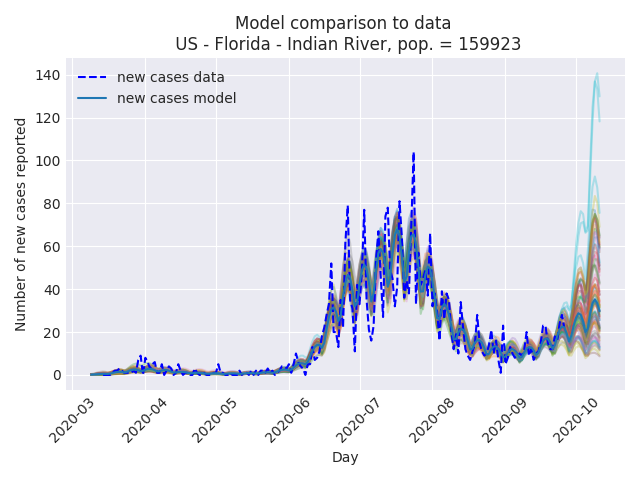 Model comparison to data
US - Florida - Indian River, pop. = 159923
new cases data
new cases model
Number of new cases reported
140
120
100
80
60
40
20
0
2020-03
2020-04
2020-05
2020-06
2020-07
2020-08
2020-09
2020-10
Day